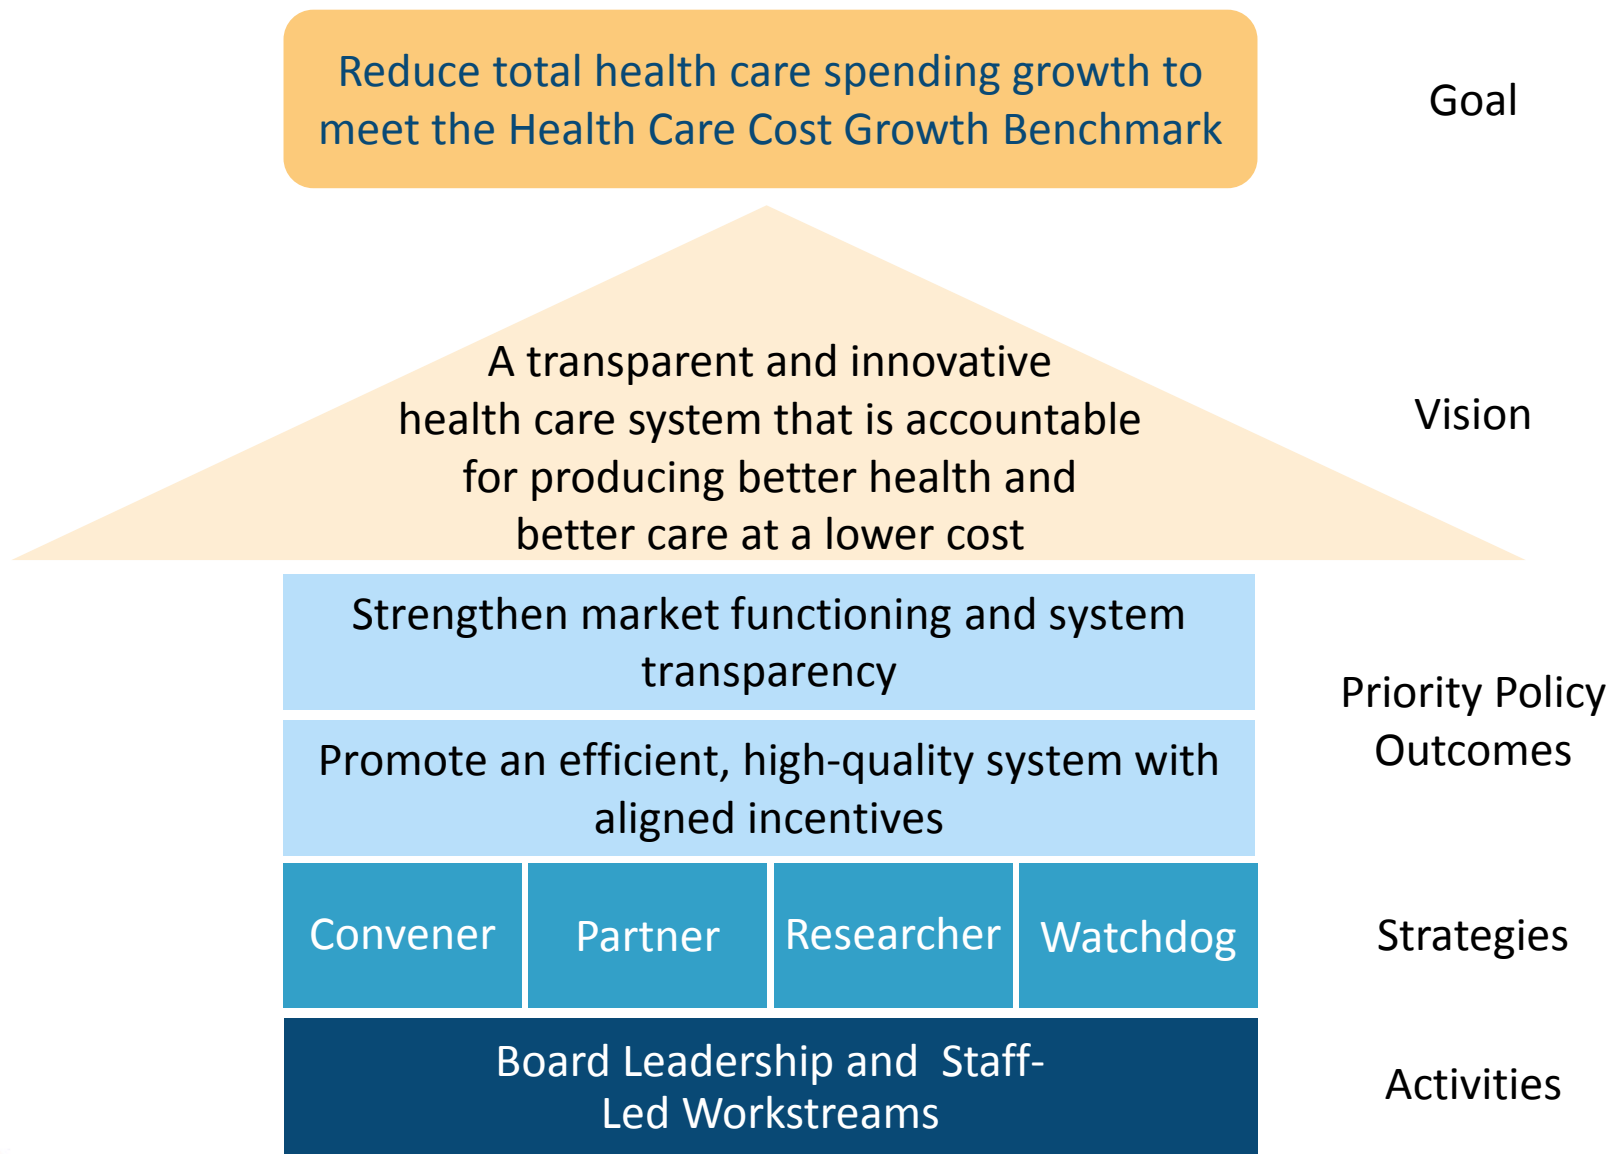 Reduce total health care spending growth to
meet the Health Care Cost Growth Benchmark
Goal
A transparent and innovative
health care system that is accountable
for producing better health and
better care at a lower cost
Vision
Strengthen market functioning and system
transparency
Promote an efficient, high-quality system with
aligned incentives
Priority Policy
Outcomes
Convener
Partner
Researcher
Watchdog
Strategies
Board Leadership and  Staff-
Led Workstreams
Activities